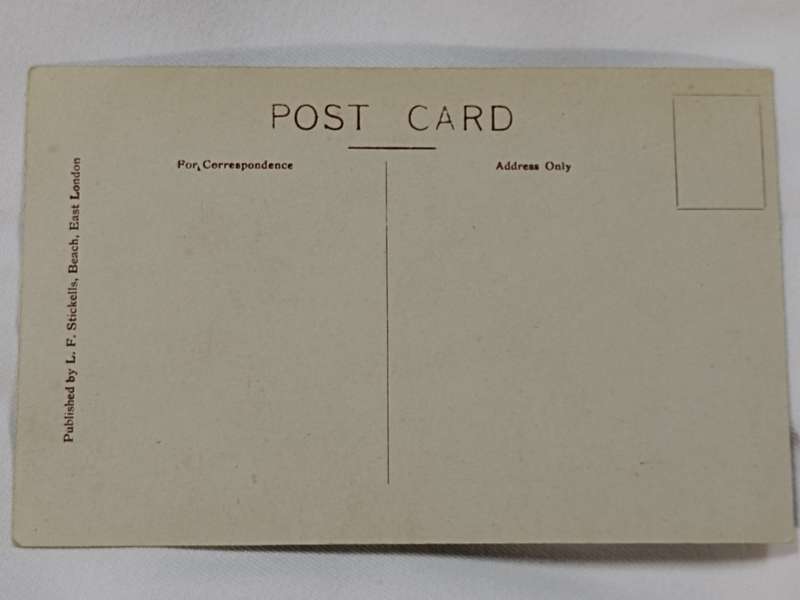 POST CARD
For Correspondence
Address Only
Published by L. F. Stickells, Beach, East London